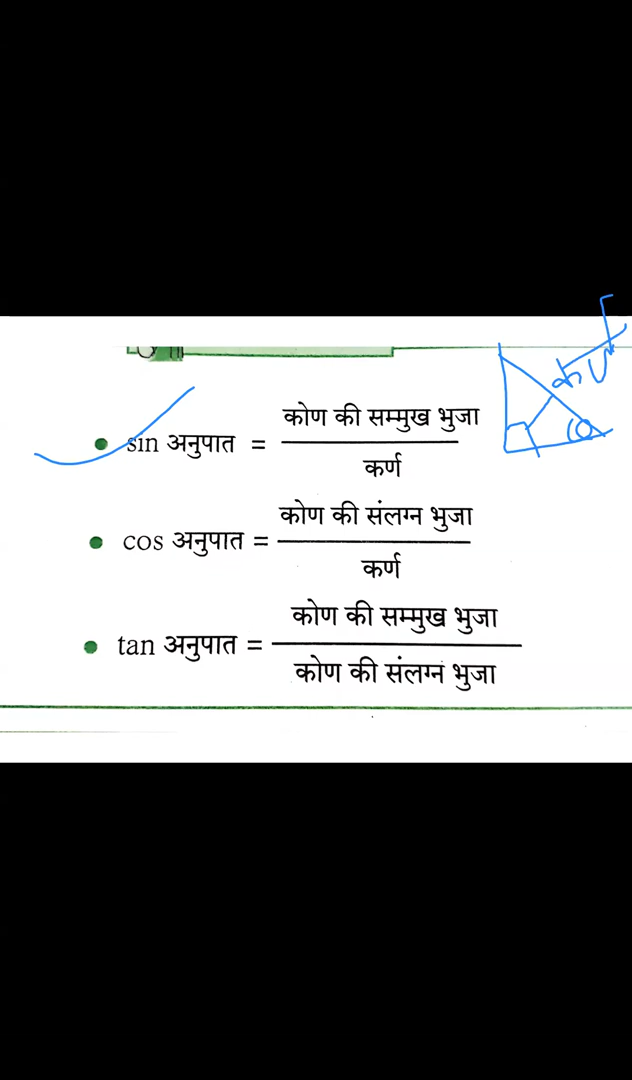 कर्ण
• sin अनुपात = कोण की सम्मुख भुजा
कर्ण
θ
• cos अनुपात = कोण की संलग्न भुजा
कर्ण
• tan अनुपात = कोण की सम्मुख भुजा
कोण की संलग्न भुजा